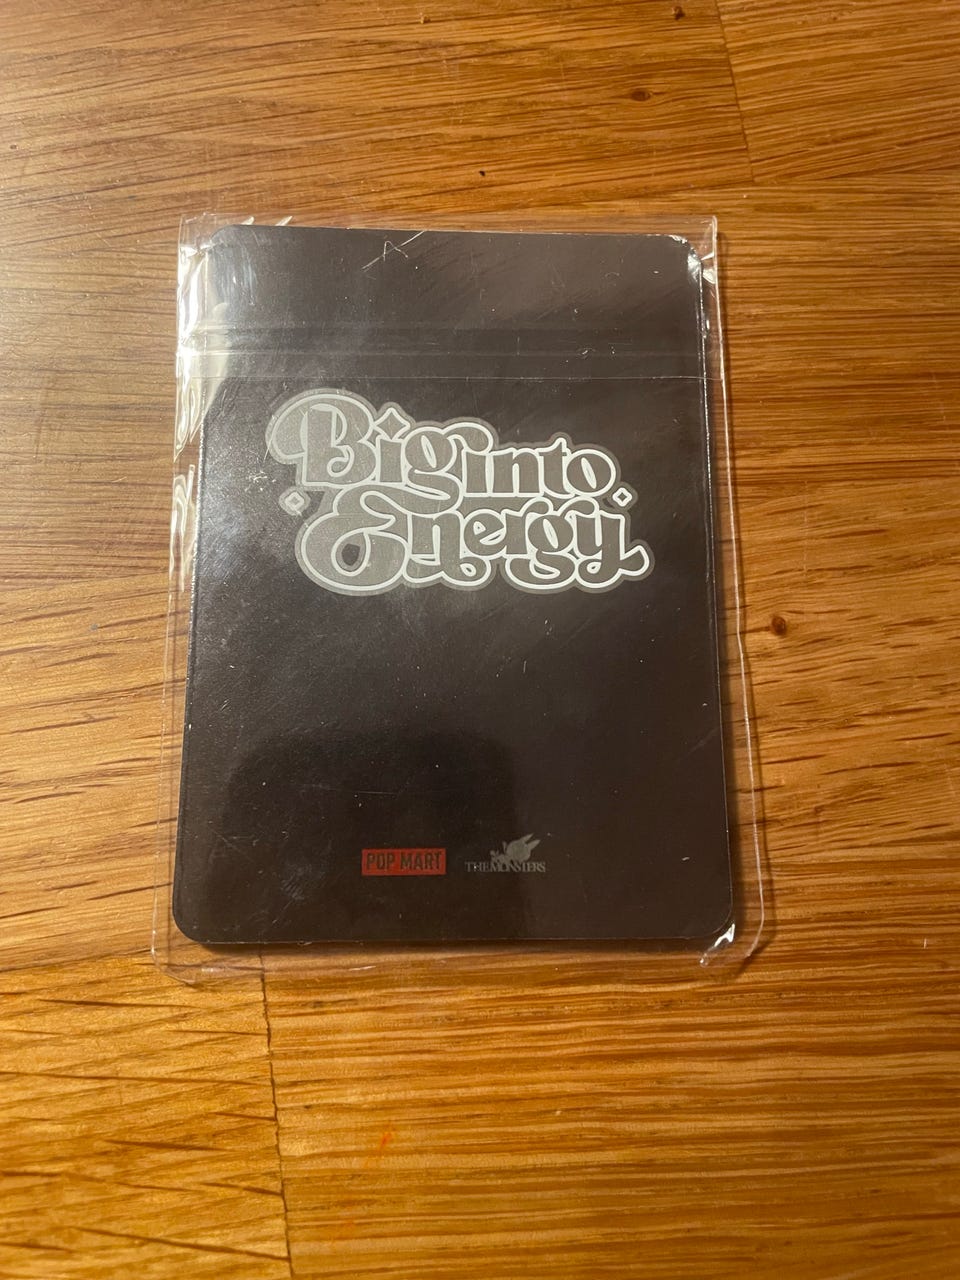 Big into
Energy
POP MART
THE MONSTERS